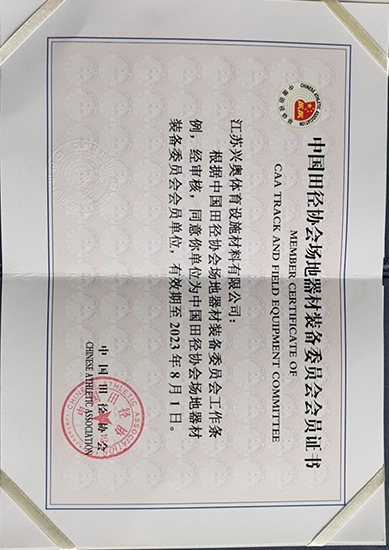 中国田径协会场地器材装备委员会会员证书
MEMBER CERTIFICATE OF
CAA TRACK AND FIELD EQUIPMENT COMMITTEE
江苏兴奥体育设施材料有限公司：
根据中国田径协会场地器材装备委员会工作条
例，经审核，同意你单位为中国田径协会场地器材
装备委员会会员单位，有效期至2023年8月1日。
中国田径协会
CHINESE ATHLETIC ASSOCIATION